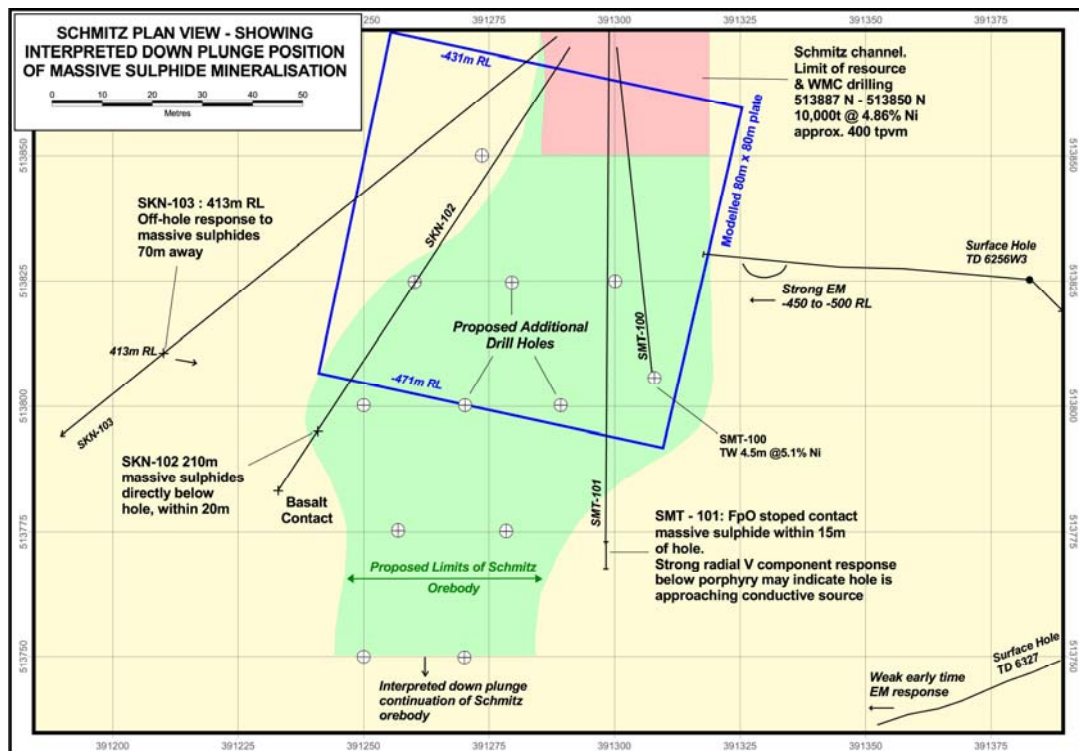 SCHMITZ PLAN VIEW - SHOWING
INTERPRETED DOWN PLUNGE POSITION
OF MASSIVE SULPHIDE MINERALISATION
0 10 20 30 40 50
Metres
391250
391275
391300
391325
391350
391375
-431m RL
Schmitz channel.
Limit of resource
& WMC drilling
513887 N - 513850 N
10,000t @ 4.86% Ni
approx. 400 tpvm
513850
513850
Modelled 80m x 80m plate
SKN-103 : 413m RL
Off-hole response to
massive sulphides
70m away
SKN-102
Surface Hole
TD 6256W3
513825
513825
Strong EM
-450 to -500 RL
Proposed Additional
Drill Holes
SMT-100
413m RL
-471m RL
513800
513800
SKN-103
SMT-100
TW 4.5m @5.1% Ni
SKN-102 210m
massive sulphides
directly below
hole, within 20m
Basalt
Contact
SMT-101
SMT - 101: FpO stoped contact
massive sulphide within 15m
of hole.
Strong radial V component response
below porphyry may indicate hole is
approaching conductive source
513775
513775
Proposed Limits of Schmitz
Orebody
513750
513750
Interpreted down plunge
continuation of Schmitz
orebody
Weak early time
EM response
Surface Hole
TD 6327
391200
391225
391250
391275
391300
391325
391350
391375